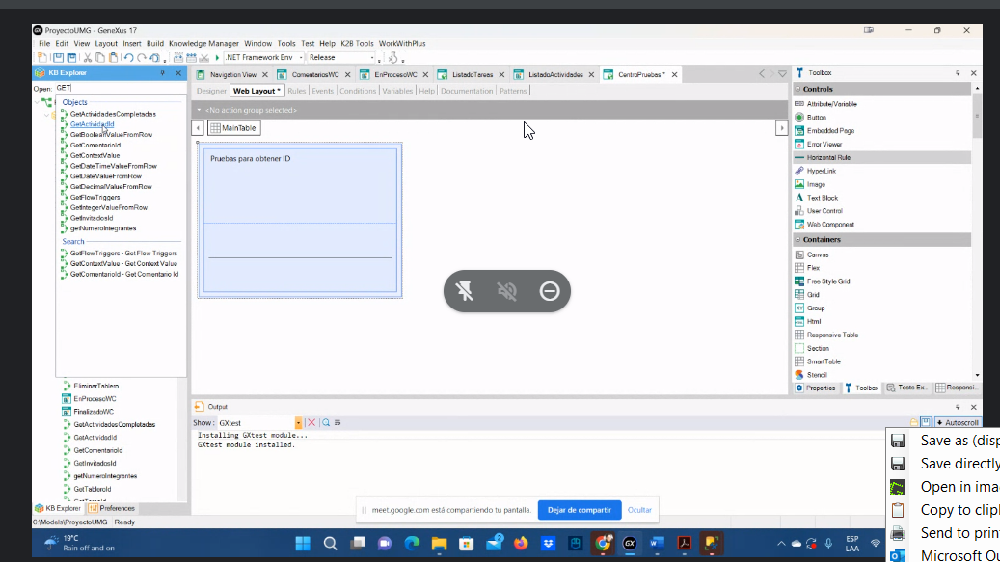 ProyectoUMG - GeneXus 17
File Edit View Layout Insert Build Knowledge Manager Window Tools Test Help K2B Tools WorkWithPlus
.NET Framework Env Release
KB Explorer
Open: GET
Objects
GetActividadesCompletadas
GetActividadId
GetBooleanValueFromRow
GetComentarioId
GetContextValue
GetDateTimeValueFromRow
GetDateValueFromRow
GetDecimalValueFromRow
GetFlowTriggers
GetIntegerValueFromRow
GetInvitadosId
getNumeroIntegrantes
Search
GetFlowTriggers - Get Flow Triggers
GetContextValue - Get Context Value
GetComentarioId - Get Comentario Id
EliminarTablero
EnProcesoWC
FinalizadoWC
GetActividadesCompletadas
GetActividadId
GetComentarioId
GetInvitadosId
getNumeroIntegrantes
GetTableroId
KB Explorer Preferences
C:\Models\ProyectoUMG Ready
Navigation View ComentariosWC EnProcesoWC ListadoTareas ListadoActividades CentroPruebas *
Designer Web Layout * Rules Events Conditions Variables Help Documentation Patterns
<No action group selected>
MainTable
Pruebas para obtener ID
Toolbox
Controls
Attribute/Variable
Button
Embedded Page
Error Viewer
Horizontal Rule
HyperLink
Image
Text Block
User Control
Web Component
Containers
Canvas
Flex
Free Style Grid
Grid
Group
Html
Responsive Table
Section
SmartTable
Stencil
Properties Toolbox Tests Ex... Responsi...
Output
Show: GXtest
Autoscroll
Installing GXtest module...
GXtest module installed.
meet.google.com está compartiendo tu pantalla. Dejar de compartir Ocultar
Save as (disp
Save directly
Open in ima
Copy to clip
Send to prin
Microsoft Ou
19°C
Rain off and on
ESP
LAA